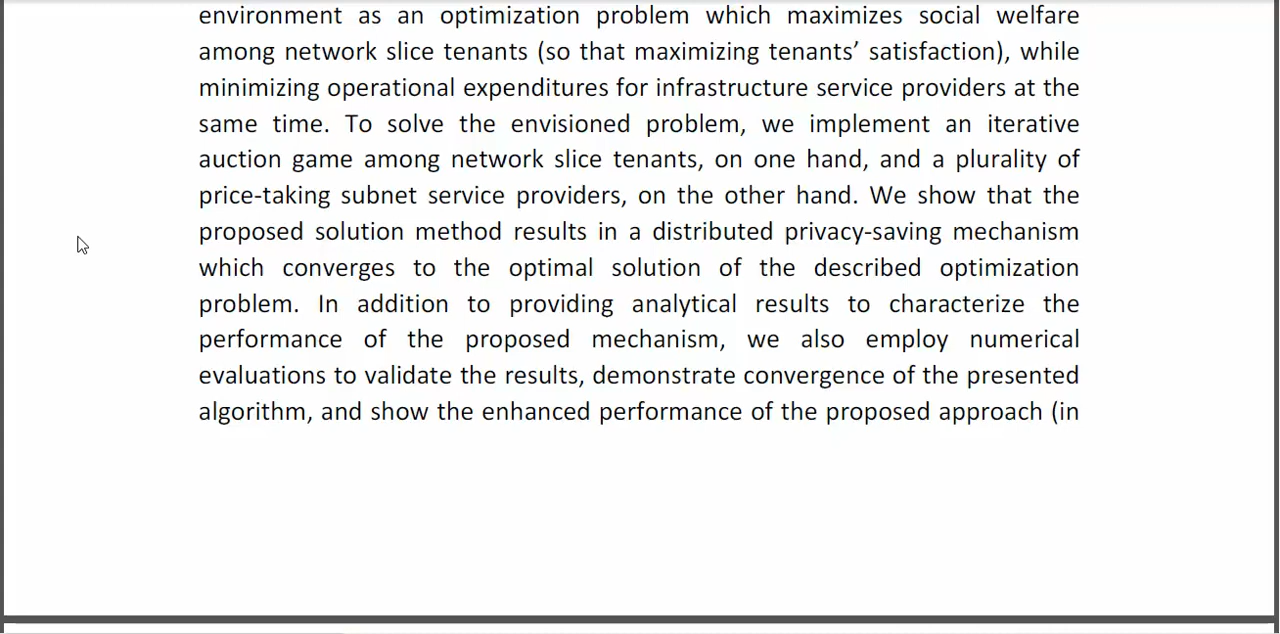 environment as an optimization problem which maximizes social welfare
among network slice tenants (so that maximizing tenants’ satisfaction), while
minimizing operational expenditures for infrastructure service providers at the
same time. To solve the envisioned problem, we implement an iterative
auction game among network slice tenants, on one hand, and a plurality of
price-taking subnet service providers, on the other hand. We show that the
proposed solution method results in a distributed privacy-saving mechanism
which converges to the optimal solution of the described optimization
problem. In addition to providing analytical results to characterize the
performance of the proposed mechanism, we also employ numerical
evaluations to validate the results, demonstrate convergence of the presented
algorithm, and show the enhanced performance of the proposed approach (in